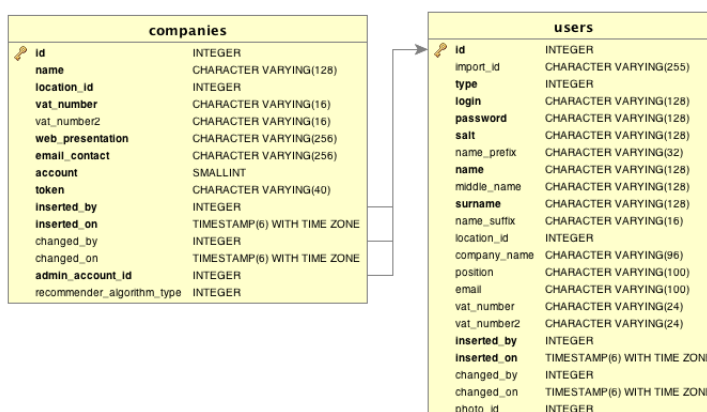 companies
id INTEGER
name CHARACTER VARYING(128)
location_id INTEGER
vat_number CHARACTER VARYING(16)
vat_number2 CHARACTER VARYING(16)
web_presentation CHARACTER VARYING(256)
email_contact CHARACTER VARYING(256)
account SMALLINT
token CHARACTER VARYING(40)
inserted_by INTEGER
inserted_on TIMESTAMP(6) WITH TIME ZONE
changed_by INTEGER
changed_on TIMESTAMP(6) WITH TIME ZONE
admin_account_id INTEGER
recommender_algorithm_type INTEGER
users
id INTEGER
import_id CHARACTER VARYING(255)
type INTEGER
login CHARACTER VARYING(128)
password CHARACTER VARYING(128)
salt CHARACTER VARYING(128)
name_prefix CHARACTER VARYING(32)
name CHARACTER VARYING(128)
middle_name CHARACTER VARYING(128)
surname CHARACTER VARYING(128)
name_suffix CHARACTER VARYING(16)
location_id INTEGER
company_name CHARACTER VARYING(96)
position CHARACTER VARYING(100)
email CHARACTER VARYING(100)
vat_number CHARACTER VARYING(24)
vat_number2 CHARACTER VARYING(24)
inserted_by INTEGER
inserted_on TIMESTAMP(6) WITH TIME ZONE
changed_by INTEGER
changed_on TIMESTAMP(6) WITH TIME ZONE
photo_id INTEGER